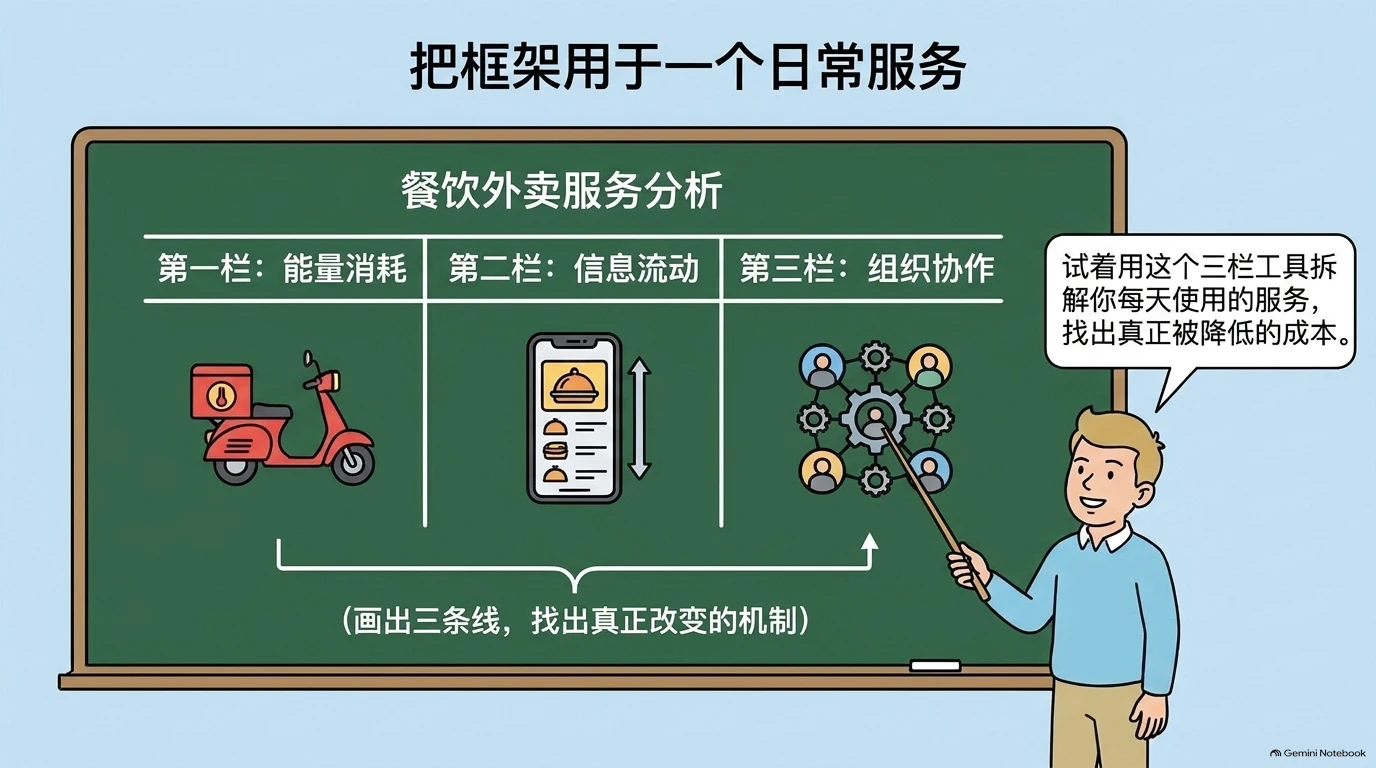 把框架用于一个日常服务
餐饮外卖服务分析
第一栏：能量消耗
第二栏：信息流动
第三栏：组织协作
试着用这个三栏工具拆
解你每天使用的服务，
找出真正被降低的成本。
（画出三条线，找出真正改变的机制）
Gemini Notebook